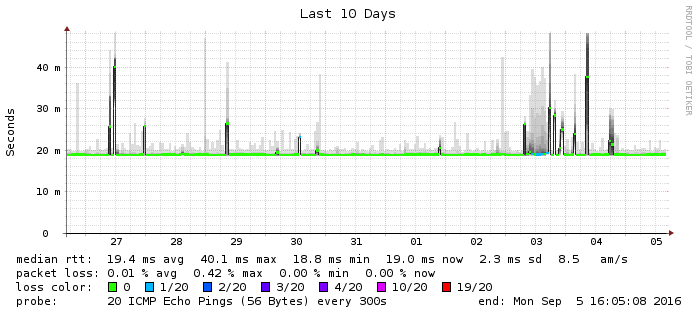 Last 10 Days
RRDTOOL / TOBI OETIKER
Seconds
40 m
30 m
20 m
10 m
0
27 28 29 30 31 01 02 03 04 05
median rtt: 19.4 ms avg 40.1 ms max 18.8 ms min 19.0 ms now 2.3 ms sd 8.5 am/s
packet loss: 0.01 % avg 0.42 % max 0.00 % min 0.00 % now
loss color: 0 1/20 2/20 3/20 4/20 10/20 19/20
probe: 20 ICMP Echo Pings (56 Bytes) every 300s end: Mon Sep 5 16:05:08 2016